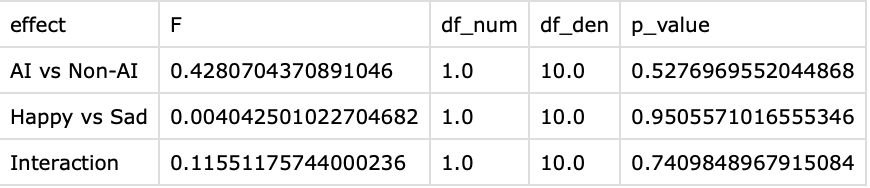 effect F df_num df_den p_value
AI vs Non-AI 0.4280704370891046 1.0 10.0 0.5276969552044868
Happy vs Sad 0.004042501022704682 1.0 10.0 0.9505571016555346
Interaction 0.11551175744000236 1.0 10.0 0.7409848967915084